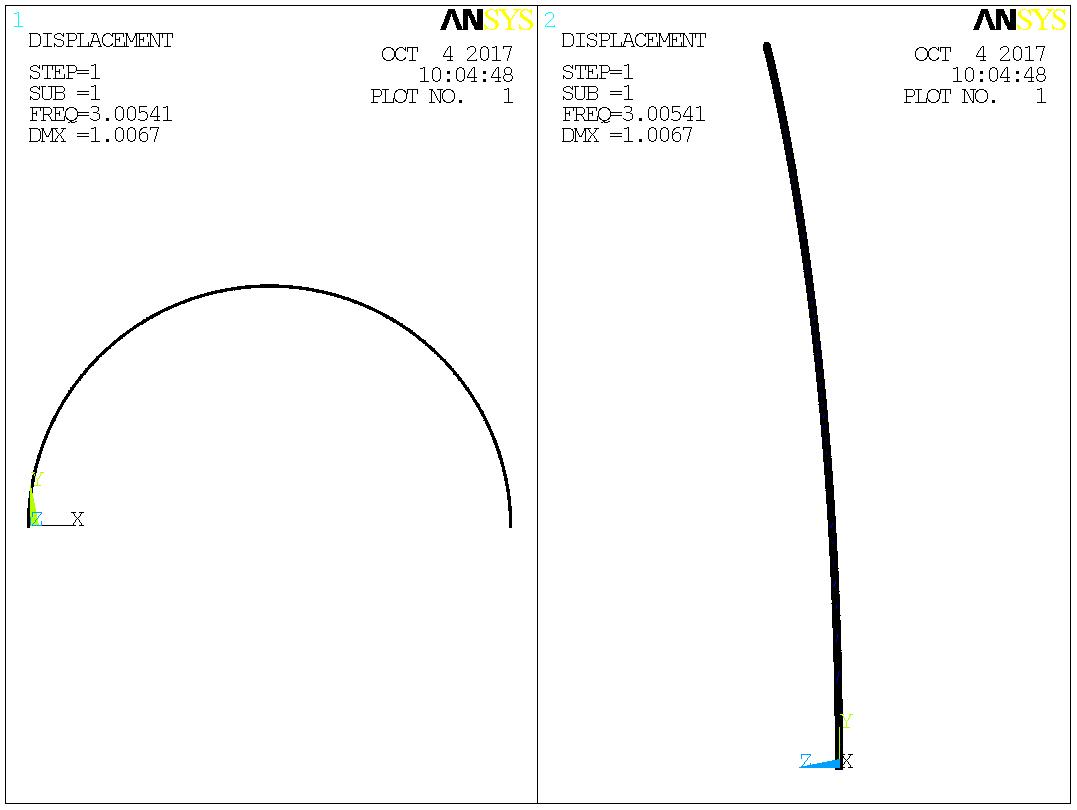 1
ANSYS
DISPLACEMENT
STEP=1
SUB =1
FREQ=3.00541
DMX =1.0067
OCT  4 2017
10:04:48
PLOT NO.   1
Y
Z
X
2
ANSYS
DISPLACEMENT
STEP=1
SUB =1
FREQ=3.00541
DMX =1.0067
OCT  4 2017
10:04:48
PLOT NO.   1
Y
Z
X